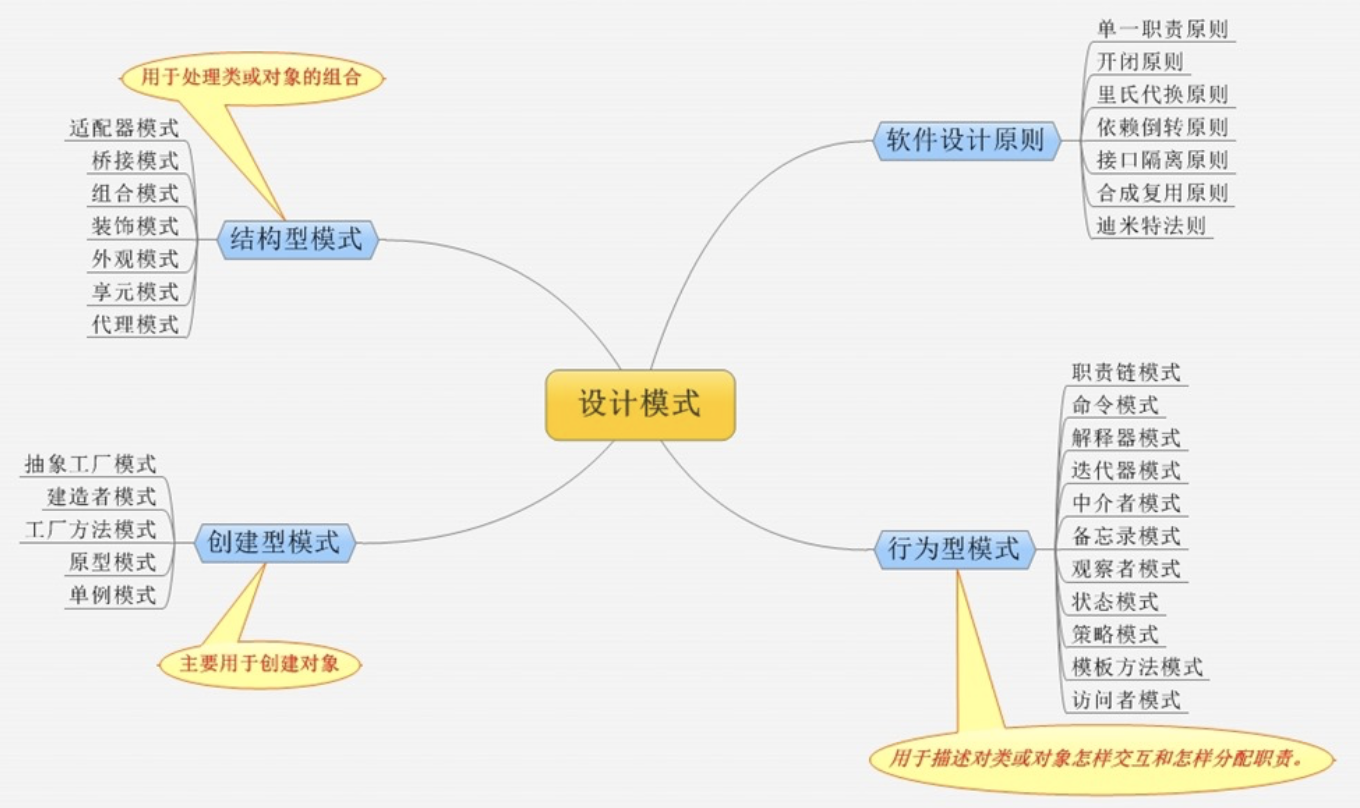 设计模式
软件设计原则
单一职责原则
开闭原则
里氏代换原则
依赖倒转原则
接口隔离原则
合成复用原则
迪米特法则
用于处理类或对象的组合
结构型模式
适配器模式
桥接模式
组合模式
装饰模式
外观模式
享元模式
代理模式
创建型模式
抽象工厂模式
建造者模式
工厂方法模式
原型模式
单例模式
主要用于创建对象
行为型模式
职责链模式
命令模式
解释器模式
迭代器模式
中介者模式
备忘录模式
观察者模式
状态模式
策略模式
模板方法模式
访问者模式
用于描述对类或对象怎样交互和怎样分配职责。